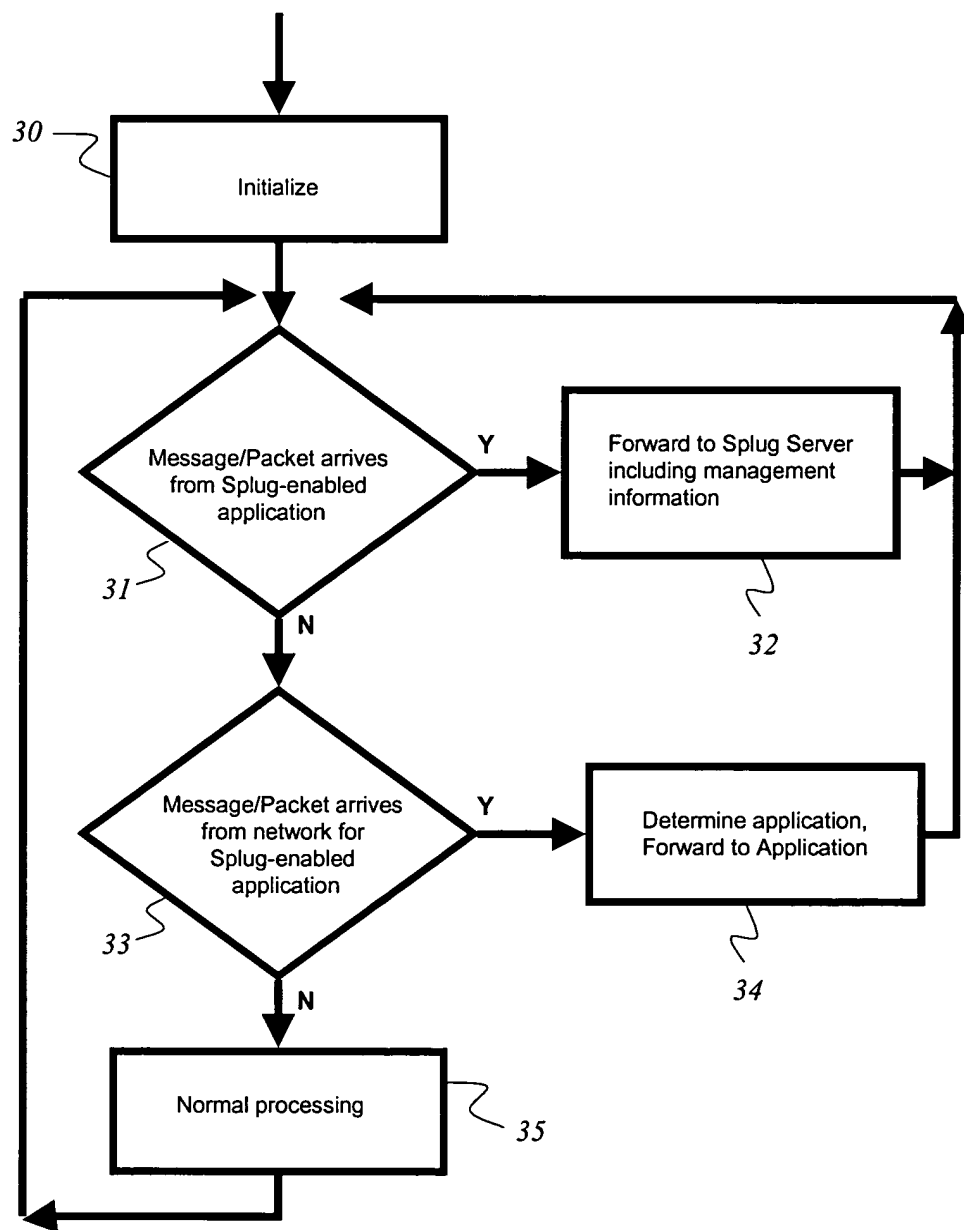 30
Initialize
Message/Packet arrives
from Splug-enabled
application
Y
Forward to Splug Server
including management
information
31
N
32
Message/Packet arrives
from network for
Splug-enabled
application
Y
Determine application,
Forward to Application
33
N
34
Normal processing
35